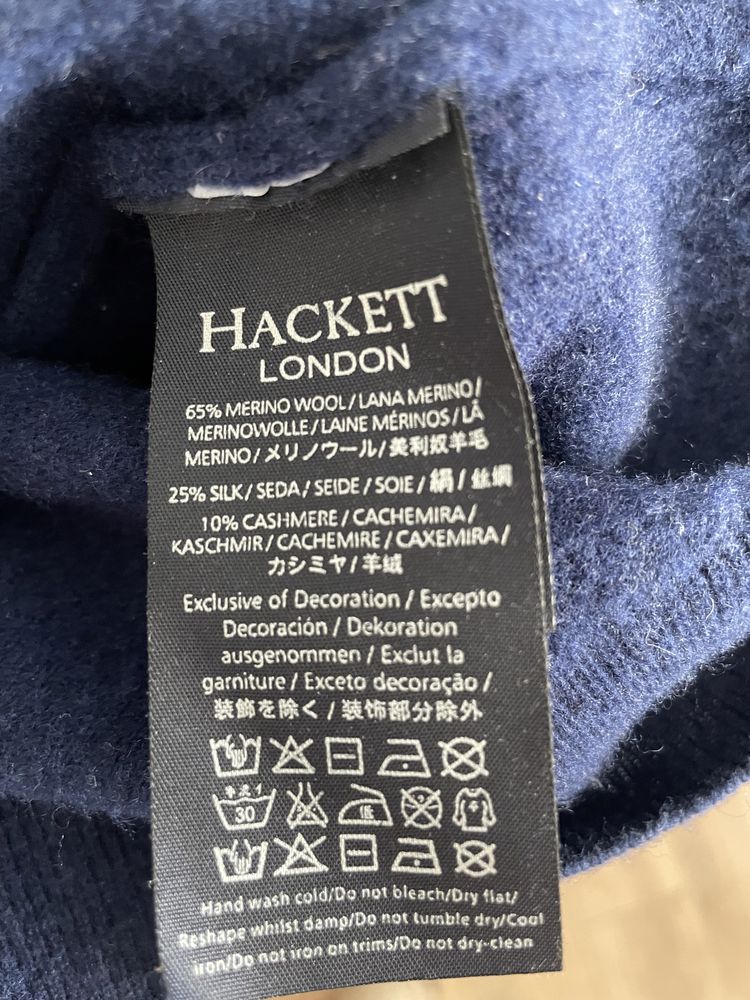 HACKETT
LONDON
65% MERINO WOOL/LANA MERINO/
MERINOWOLLE/LAINE MÉRINOS/LÃ
MERINO/メリノウール/美利奴羊毛
25% SILK/SEDA/SEIDE/SOIE/絹/丝绸
10% CASHMERE/CACHEMIRA/
KASCHMIR/CACHEMIRE/CAXEMIRA/
カシミヤ/羊绒
Exclusive of Decoration/Excepto
Decoración/Dekoration
ausgenommen/Exclut la
garniture/Exceto decoração/
装飾を除く/装饰部分除外
30
Hand wash cold/Do not bleach/Dry flat/
Reshape whilst damp/Do not tumble dry/Cool
iron/Do not iron on trims/Do not dry-clean